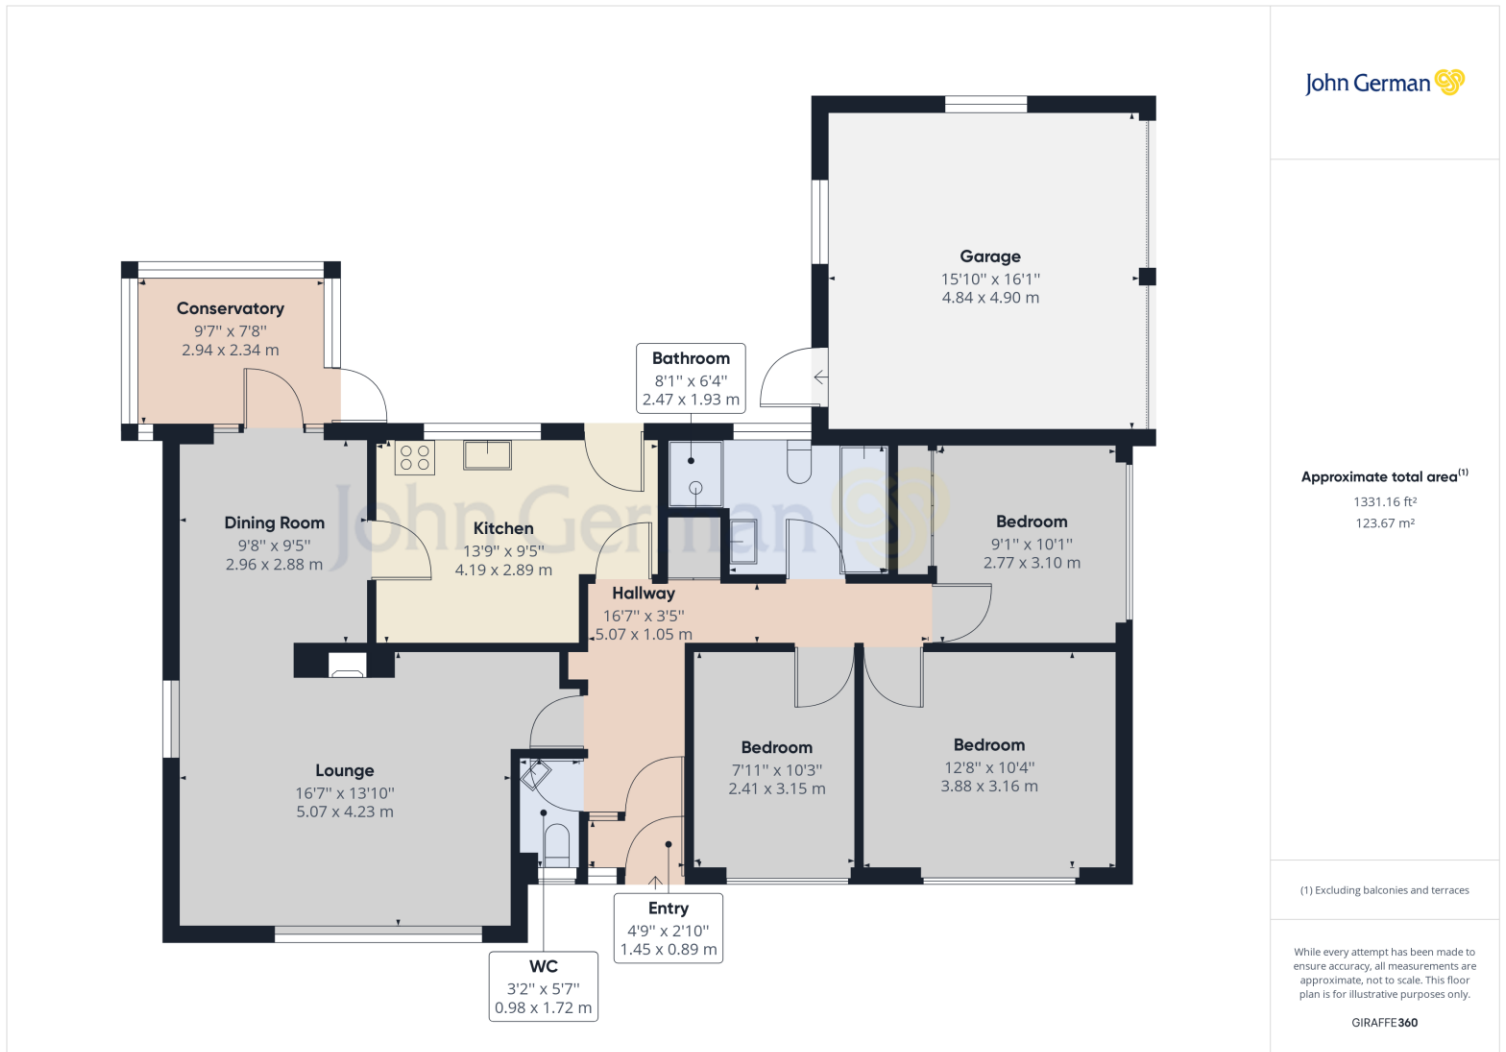 John German
Garage
15'10" x 16'1"
4.84 x 4.90 m
Conservatory
9'7" x 7'8"
2.94 x 2.34 m
Bathroom
8'1" x 6'4"
2.47 x 1.93 m
Dining Room
9'8" x 9'5"
2.96 x 2.88 m
Kitchen
13'9" x 9'5"
4.19 x 2.89 m
Bedroom
9'1" x 10'1"
2.77 x 3.10 m
Hallway
16'7" x 3'5"
5.07 x 1.05 m
Lounge
16'7" x 13'10"
5.07 x 4.23 m
Bedroom
7'11" x 10'3"
2.41 x 3.15 m
Bedroom
12'8" x 10'4"
3.88 x 3.16 m
Entry
4'9" x 2'10"
1.45 x 0.89 m
WC
3'2" x 5'7"
0.98 x 1.72 m
John German
Approximate total area(1)
1331.16 ft²
123.67 m²
(1) Excluding balconies and terraces
While every attempt has been made to
ensure accuracy, all measurements are
approximate, not to scale. This floor
plan is for illustrative purposes only.
GIRAFFE360